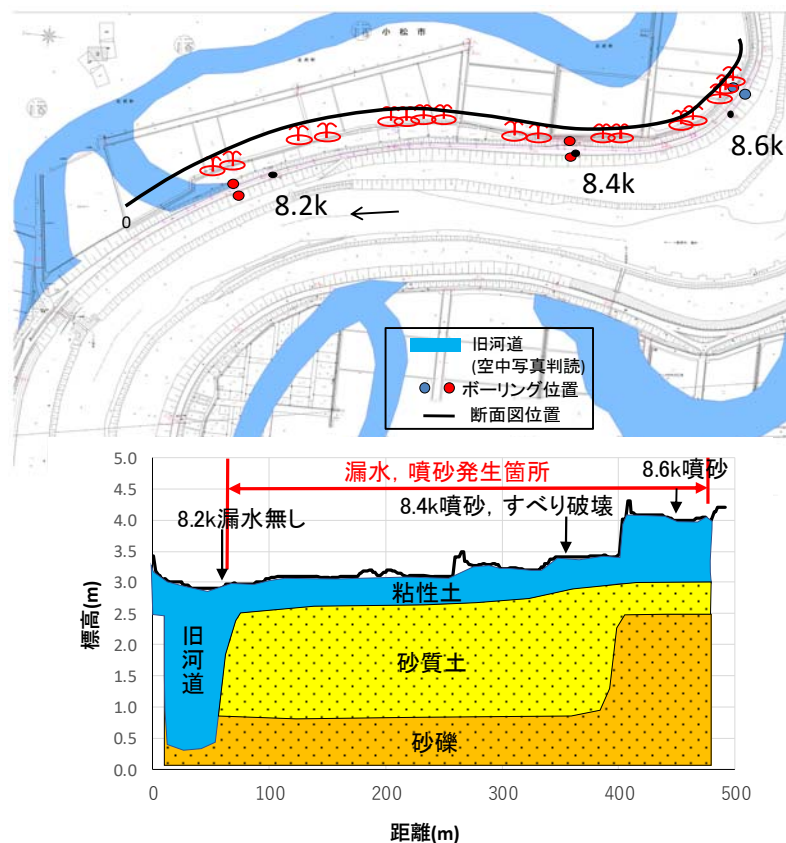 小松市
8.6k
8.4k
8.2k
0
旧河道
(空中写真判読)
ボーリング位置
断面図位置
漏水，噴砂発生箇所
8.6k噴砂
8.4k噴砂，すべり破壊
8.2k漏水無し
粘性土
旧河道
砂質土
砂礫
標高(m)
5.0
4.5
4.0
3.5
3.0
2.5
2.0
1.5
1.0
0.5
0.0
0 100 200 300 400 500
距離(m)